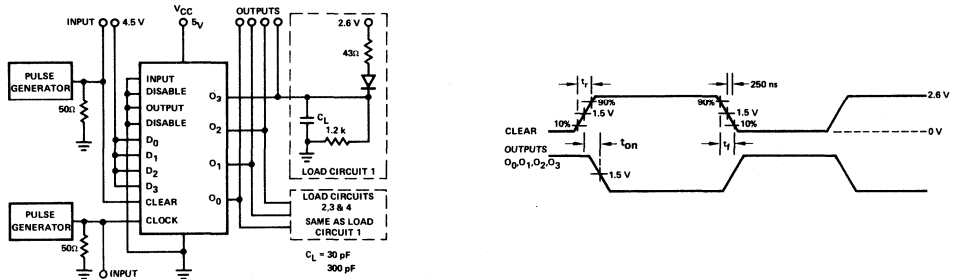 INPUT
4.5 V
VCC
5V
OUTPUTS
2.6 V
43Ω
PULSE
GENERATOR
50Ω
INPUT
DISABLE
OUTPUT
DISABLE
D0
D1
D2
D3
CLEAR
CLOCK
O3
O2
O1
O0
CL
1.2 k
LOAD CIRCUIT 1
LOAD CIRCUITS
2,3 & 4
SAME AS LOAD
CIRCUIT 1
PULSE
GENERATOR
50Ω
INPUT
CL = 30 pF
300 pF
tr
250 ns
90%
90%
2.6 V
1.5 V
1.5 V
10%
10%
CLEAR
0 V
ton
tf
OUTPUTS
O0,O1,O2,O3
1.5 V